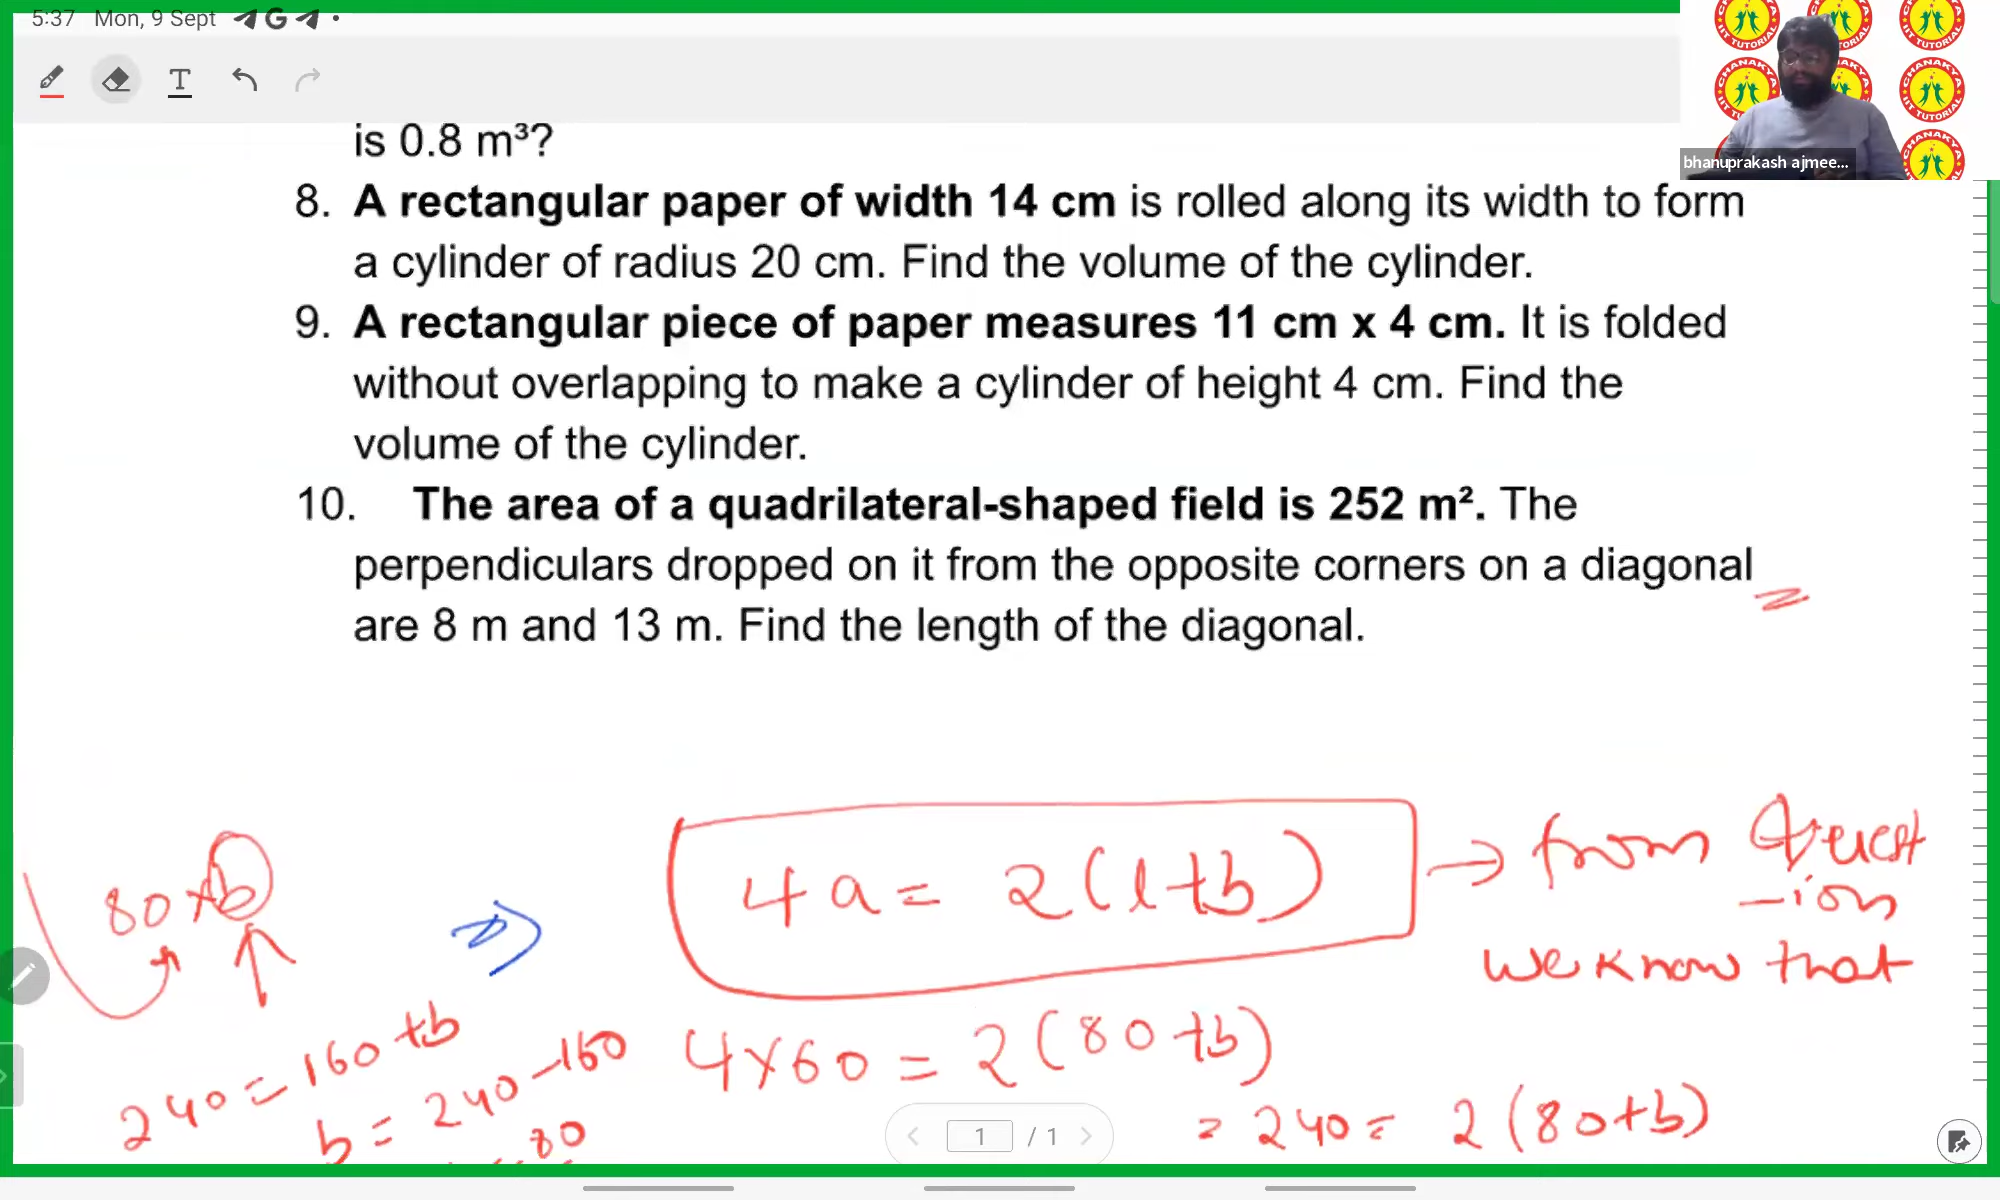 5:37 Mon, 9 Sept
CHANAKYA IIT TUTORIAL
bhanuprakash ajmee...
is 0.8 m³?
8. A rectangular paper of width 14 cm is rolled along its width to form
a cylinder of radius 20 cm. Find the volume of the cylinder.
9. A rectangular piece of paper measures 11 cm x 4 cm. It is folded
without overlapping to make a cylinder of height 4 cm. Find the
volume of the cylinder.
10. The area of a quadrilateral-shaped field is 252 m². The
perpendiculars dropped on it from the opposite corners on a diagonal
are 8 m and 13 m. Find the length of the diagonal.
4a = 2(l+b) → from Quest
-ion
we know that
80+b
4×60 = 2(80+b)
= 240 = 2(80+b)
240 = 160+b
b = 240-160
80
1 / 1